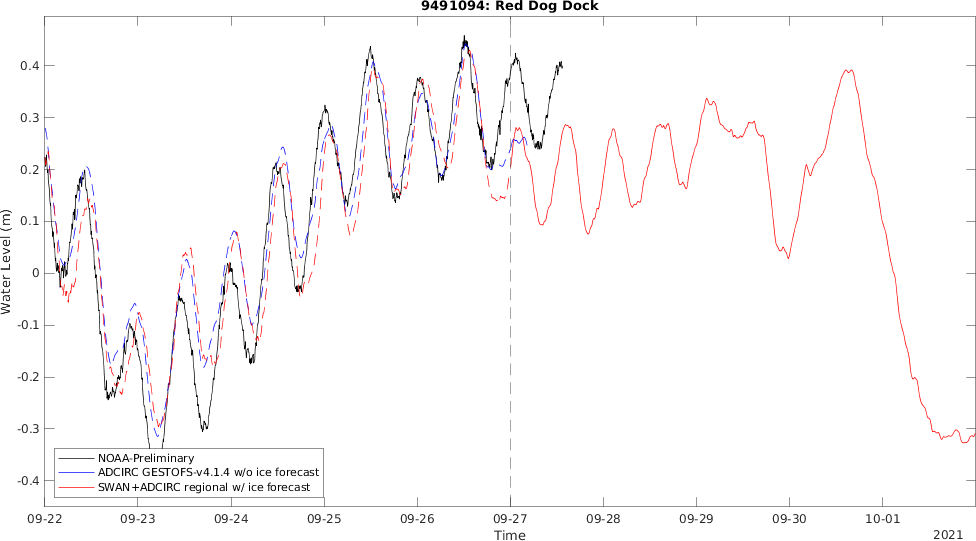 9491094: Red Dog Dock
Water Level (m)
0.4
0.3
0.2
0.1
0
-0.1
-0.2
-0.3
-0.4
NOAA-Preliminary
ADCIRC GESTOFS-v4.1.4 w/o ice forecast
SWAN+ADCIRC regional w/ ice forecast
09-22 09-23 09-24 09-25 09-26 09-27 09-28 09-29 09-30 10-01
Time
2021